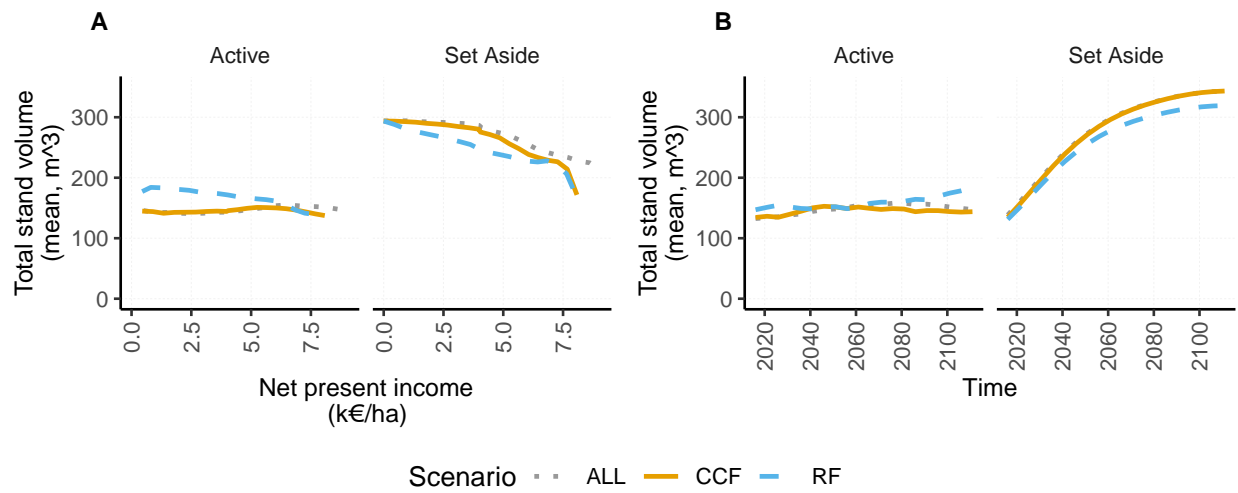 A
B
Active
Set Aside
Active
Set Aside
Total stand volume
(mean, m^3)
300
200
100
0
0.0
2.5
5.0
7.5
0.0
2.5
5.0
7.5
Net present income
(k€/ha)
Total stand volume
(mean, m^3)
300
200
100
0
2020
2040
2060
2080
2100
2020
2040
2060
2080
2100
Time
Scenario ALL CCF RF